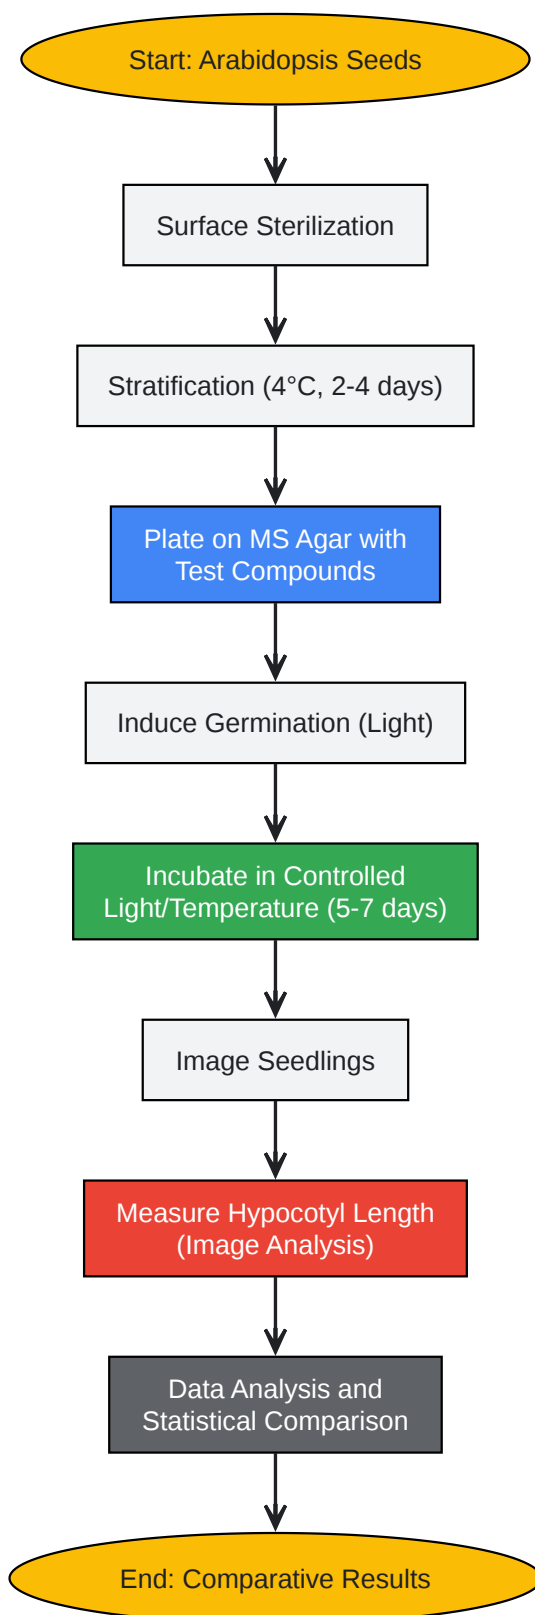 Start: Arabidopsis Seeds
Surface Sterilization
Stratification (4°C, 2-4 days)
Plate on MS Agar with
Test Compounds
Induce Germination (Light)
Incubate in Controlled
Light/Temperature (5-7 days)
Image Seedlings
Measure Hypocotyl Length
(Image Analysis)
Data Analysis and
Statistical Comparison
End: Comparative Results